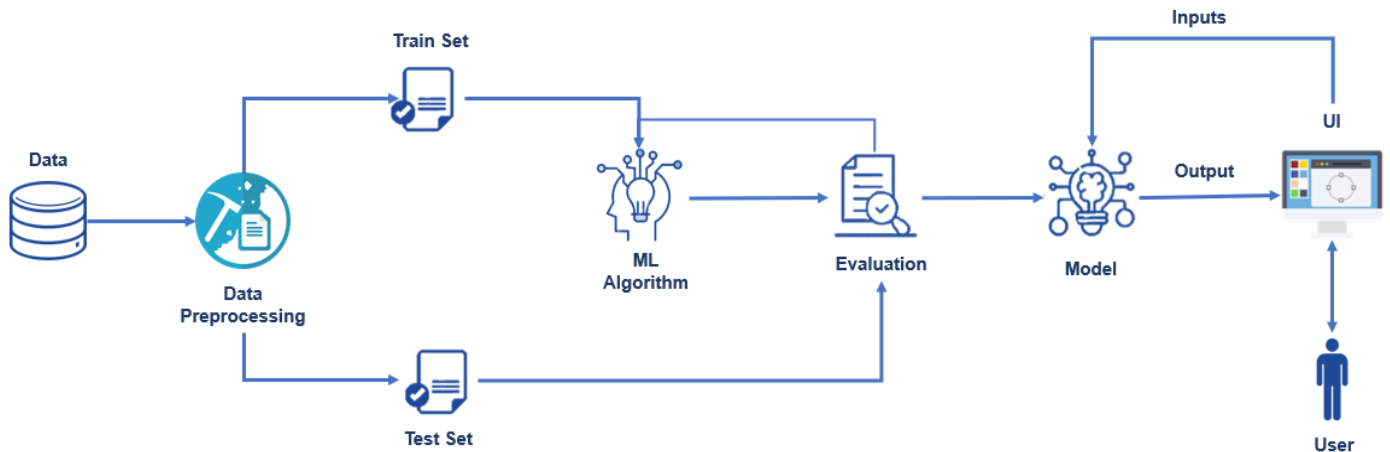 Inputs
Train Set
UI
Data
Output
ML
Algorithm
Evaluation
Model
Data
Preprocessing
Test Set
User